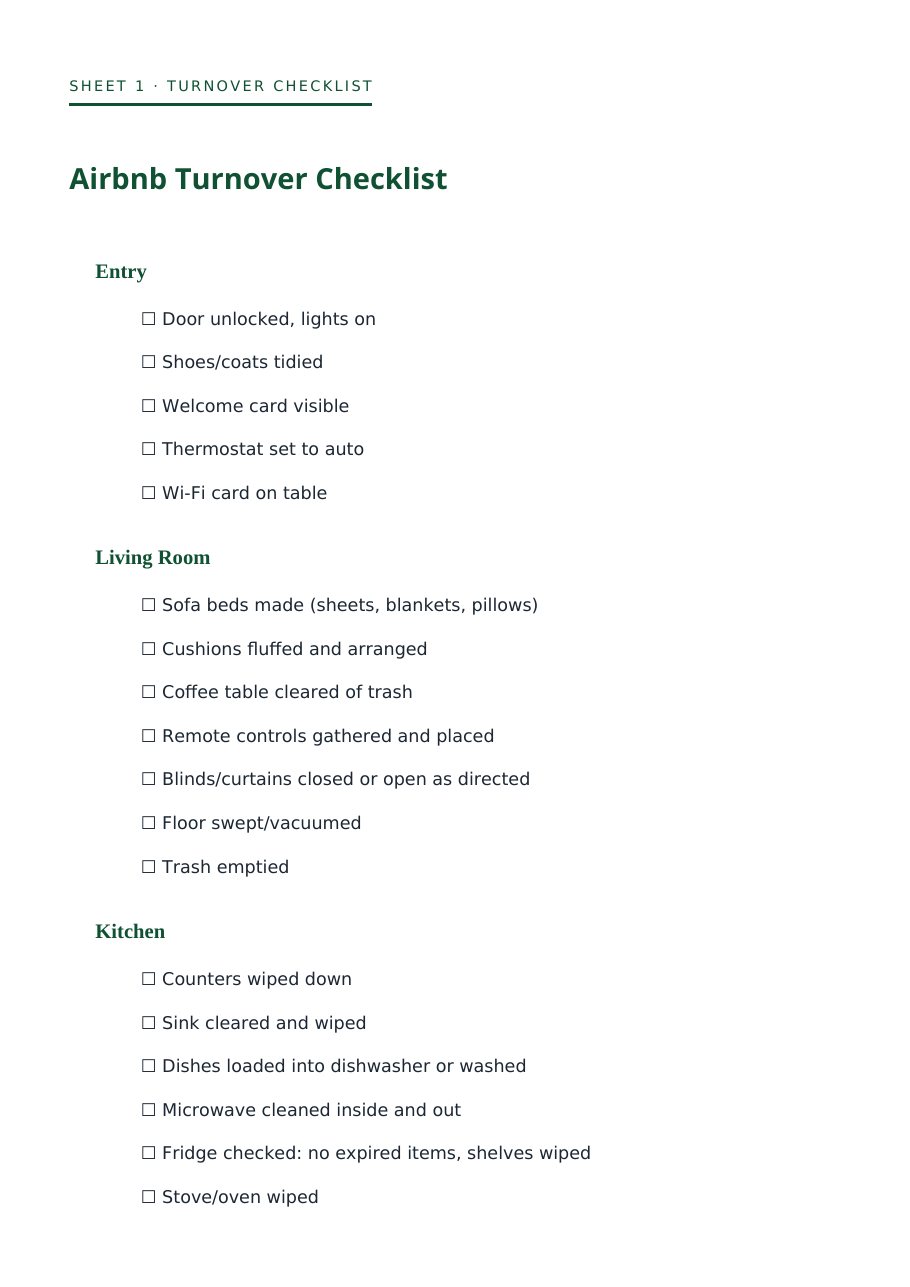 SHEET 1 · TURNOVER CHECKLIST
Airbnb Turnover Checklist
Entry
☐ Door unlocked, lights on
☐ Shoes/coats tidied
☐ Welcome card visible
☐ Thermostat set to auto
☐ Wi-Fi card on table
Living Room
☐ Sofa beds made (sheets, blankets, pillows)
☐ Cushions fluffed and arranged
☐ Coffee table cleared of trash
☐ Remote controls gathered and placed
☐ Blinds/curtains closed or open as directed
☐ Floor swept/vacuumed
☐ Trash emptied
Kitchen
☐ Counters wiped down
☐ Sink cleared and wiped
☐ Dishes loaded into dishwasher or washed
☐ Microwave cleaned inside and out
☐ Fridge checked: no expired items, shelves wiped
☐ Stove/oven wiped